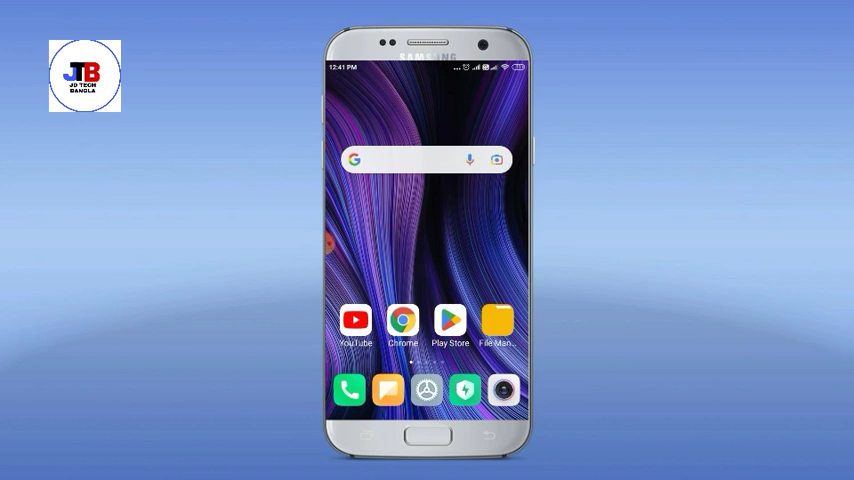 JTB
JD TECH
BANGLA
SAMSUNG
12:41 PM
YouTube
Chrome
Play Store
File Man...